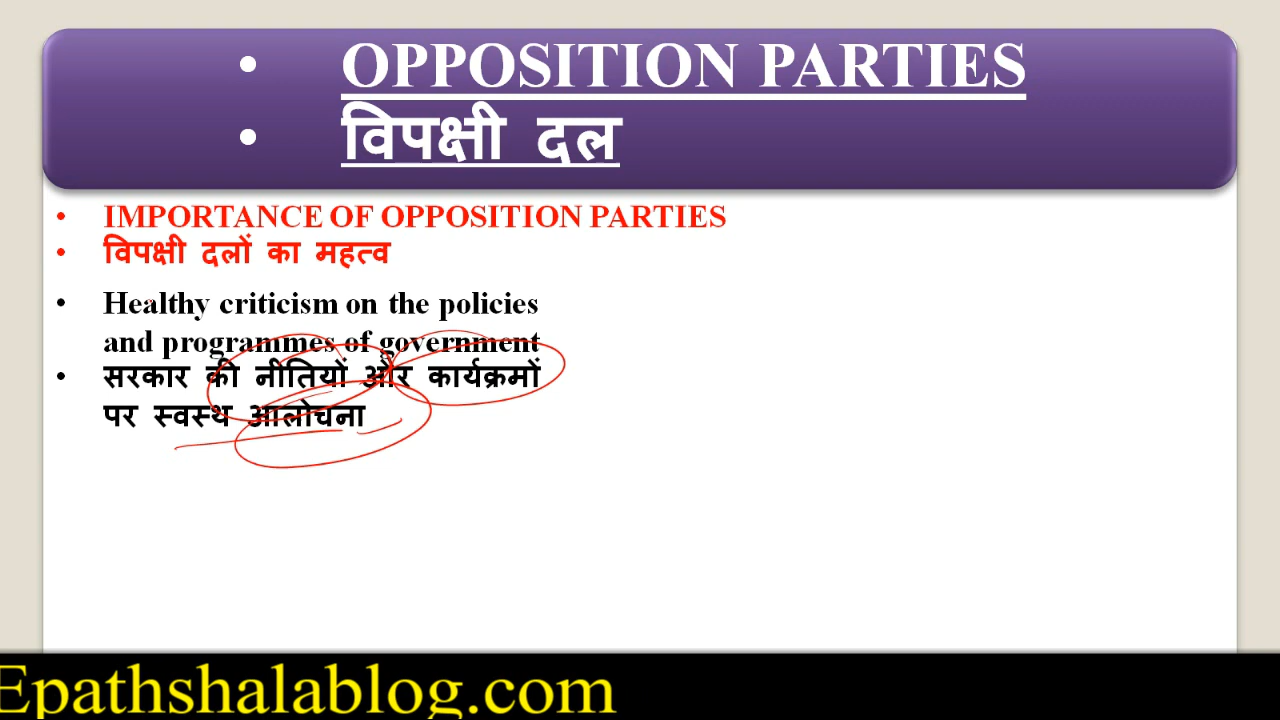 • OPPOSITION PARTIES
• विपक्षी दल
• IMPORTANCE OF OPPOSITION PARTIES
• विपक्षी दलों का महत्व
• Healthy criticism on the policies
and programmes of government
• सरकार की नीतियों और कार्यक्रमों
पर स्वस्थ आलोचना
Epathshalablog.com